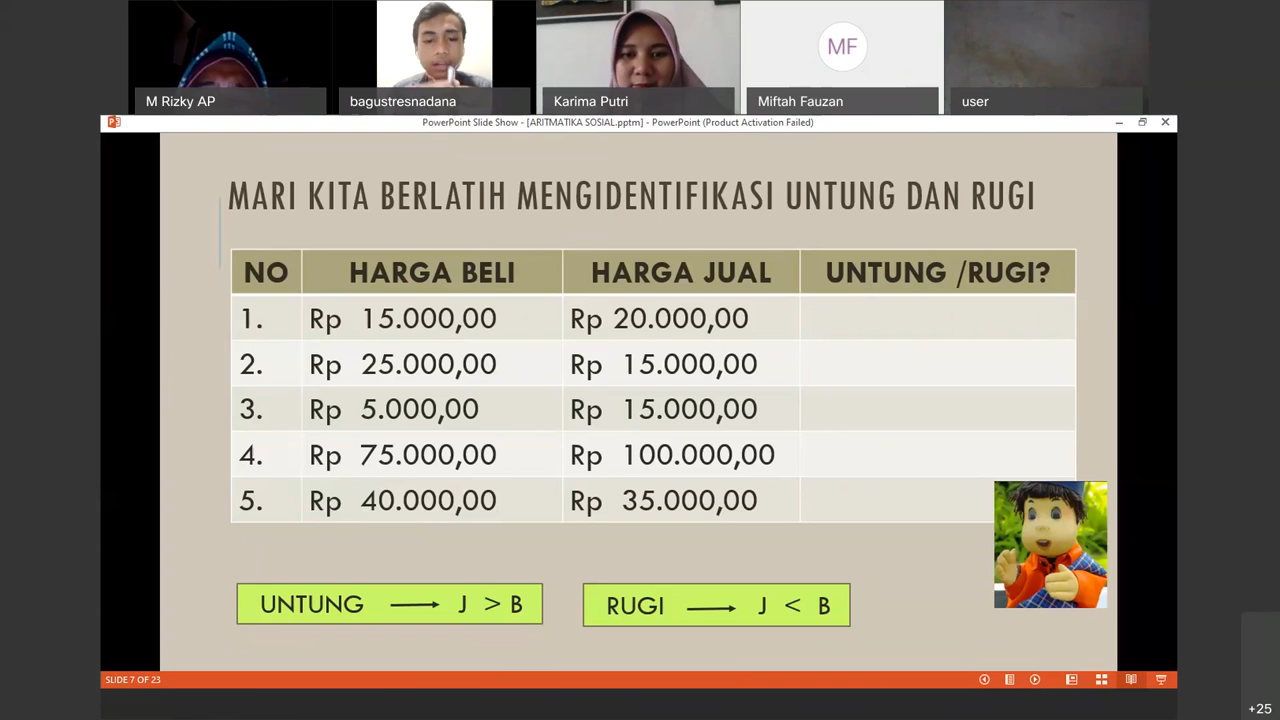 MF
M Rizky AP
bagustresnadana
Karima Putri
Miftah Fauzan
user
PowerPoint Slide Show - [ARITMATIKA SOSIAL.pptm] - PowerPoint (Product Activation Failed)
MARI KITA BERLATIH MENGIDENTIFIKASI UNTUNG DAN RUGI
NO HARGA BELI HARGA JUAL UNTUNG /RUGI?
1. Rp 15.000,00 Rp 20.000,00
2. Rp 25.000,00 Rp 15.000,00
3. Rp 5.000,00 Rp 15.000,00
4. Rp 75.000,00 Rp 100.000,00
5. Rp 40.000,00 Rp 35.000,00
UNTUNG → J > B
RUGI → J < B
SLIDE 7 OF 23
+25